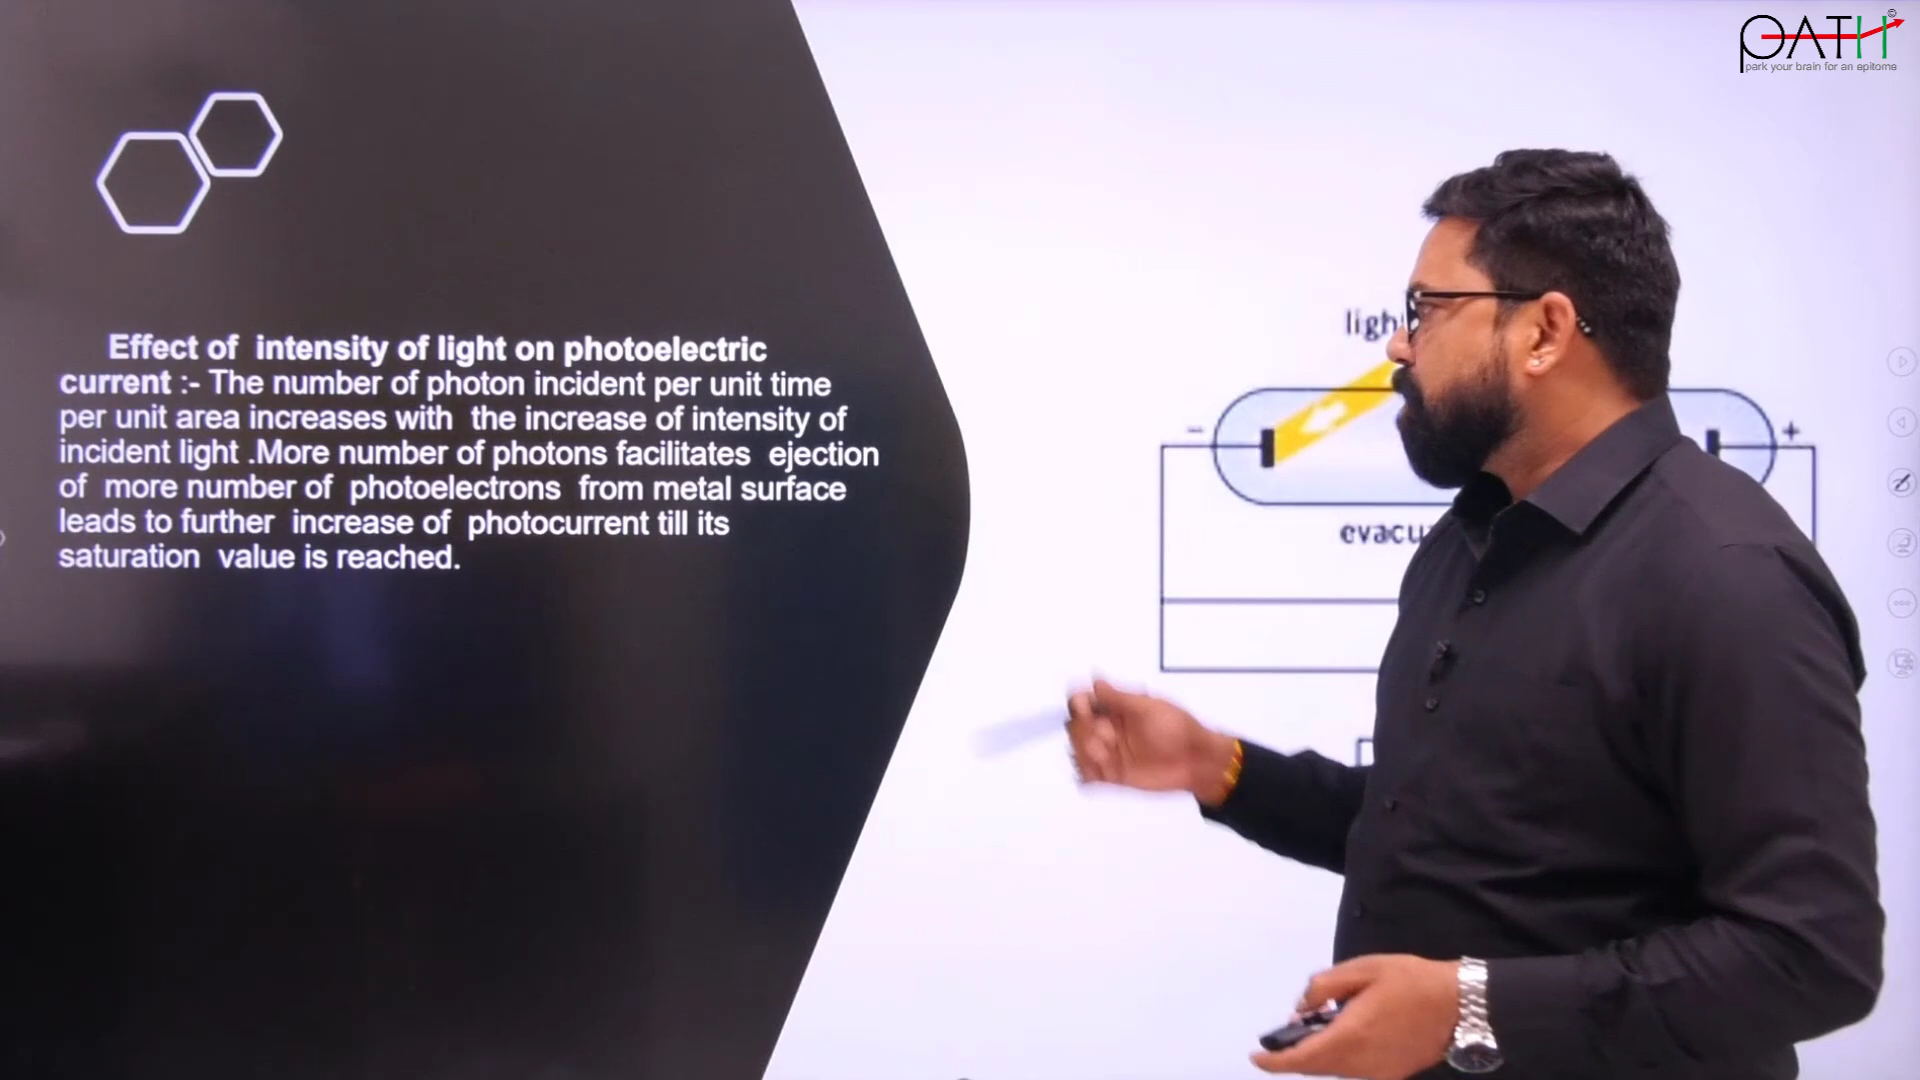 PATH ©
park your brain for an epitome
Effect of intensity of light on photoelectric
current :- The number of photon incident per unit time
per unit area increases with the increase of intensity of
incident light .More number of photons facilitates ejection
of more number of photoelectrons from metal surface
leads to further increase of photocurrent till its
saturation value is reached.
ligh
− +
evacu